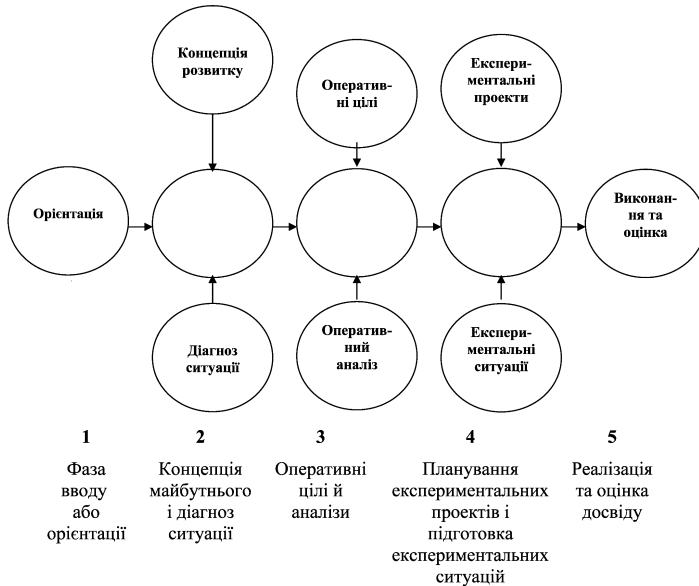 Концепція
розвитку
Оператив-
ні цілі
Експери-
ментальні
проекти
Орієнтація
Виконан-
ня та
оцінка
Діагноз
ситуації
Оператив-
ний
аналіз
Експери-
ментальні
ситуації
1
2
3
4
5
Фаза
вводу
або
орієнтації
Концепція
майбутнього
і діагноз
ситуації
Оперативні
цілі й
аналізи
Планування
експериментальних
проектів і
підготовка
експериментальних
ситуацій
Реалізація
та оцінка
досвіду